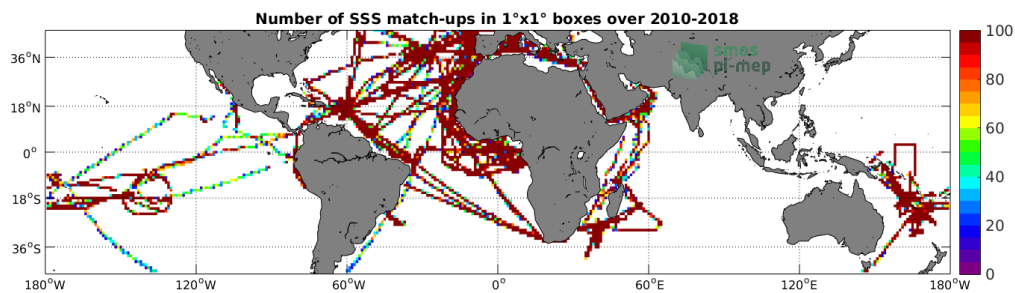 Number of SSS match-ups in 1°x1° boxes over 2010-2018
smos
pi-mep
36°N
18°N
0°
18°S
36°S
180°W
120°W
60°W
0°
60°E
120°E
180°W
100
80
60
40
20
0